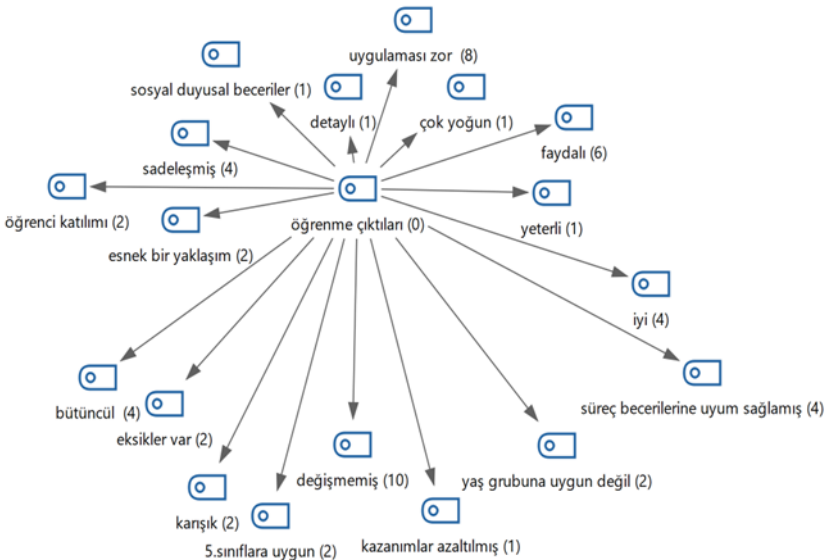 uygulaması zor (8)
sosyal duyusal beceriler (1)
detaylı (1)
çok yoğun (1)
faydalı (6)
sadeleşmiş (4)
öğrenci katılımı (2)
öğrenme çıktıları (0)
yeterli (1)
esnek bir yaklaşım (2)
iyi (4)
bütüncül (4)
süreç becerilerine uyum sağlamış (4)
eksikler var (2)
değişmemiş (10)
yaş grubuna uygun değil (2)
karışık (2)
5.sınıflara uygun (2)
kazanımlar azaltılmış (1)